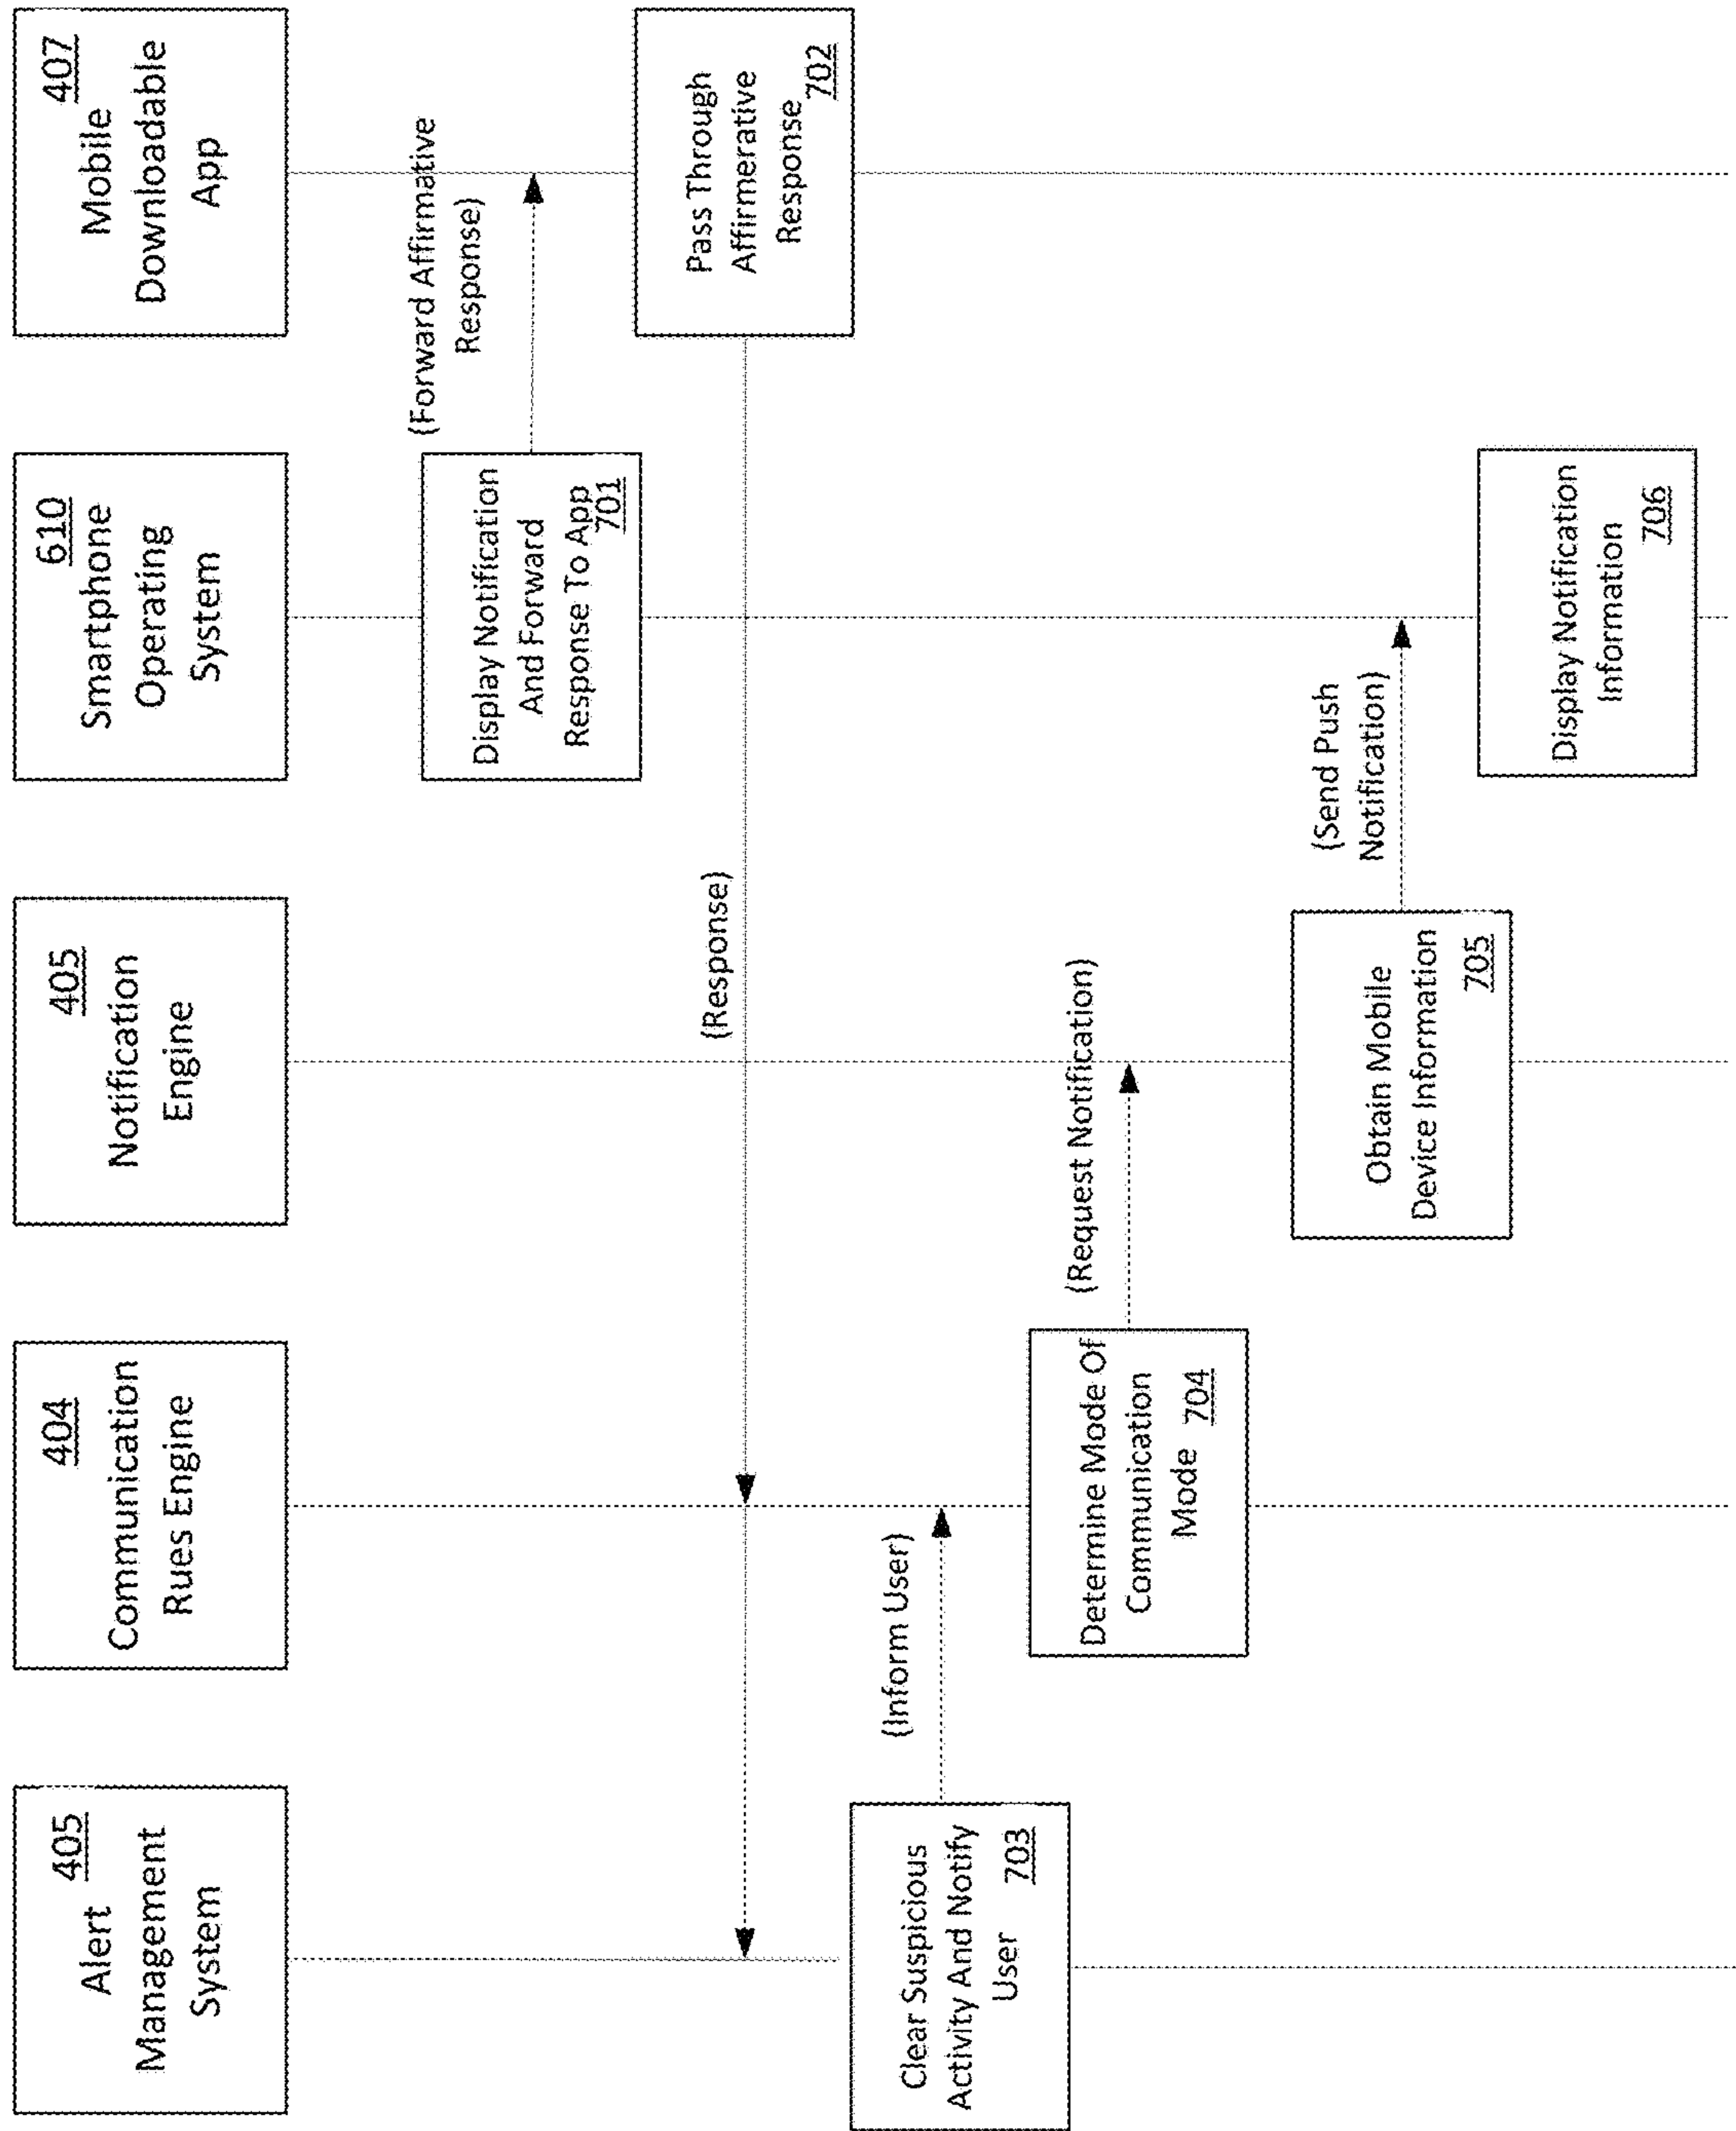 405
Alert
Management
System
404
Communication
Rues Engine
405
Notification
Engine
610
Smartphone
Operating
System
407
Mobile
Downloadable
App
Display Notification
And Forward
Response To App
701
(Forward Affirmative
Response)
Pass Through
Affimerative
Response
702
(Response)
Clear Suspicious
Activity And Notify
User 703
(Inform User)
Determine Mode Of
Communication
Mode 704
(Request Notification)
Obtain Mobile
Device Information
705
(Send Push
Notification)
Display Notification
Information
706